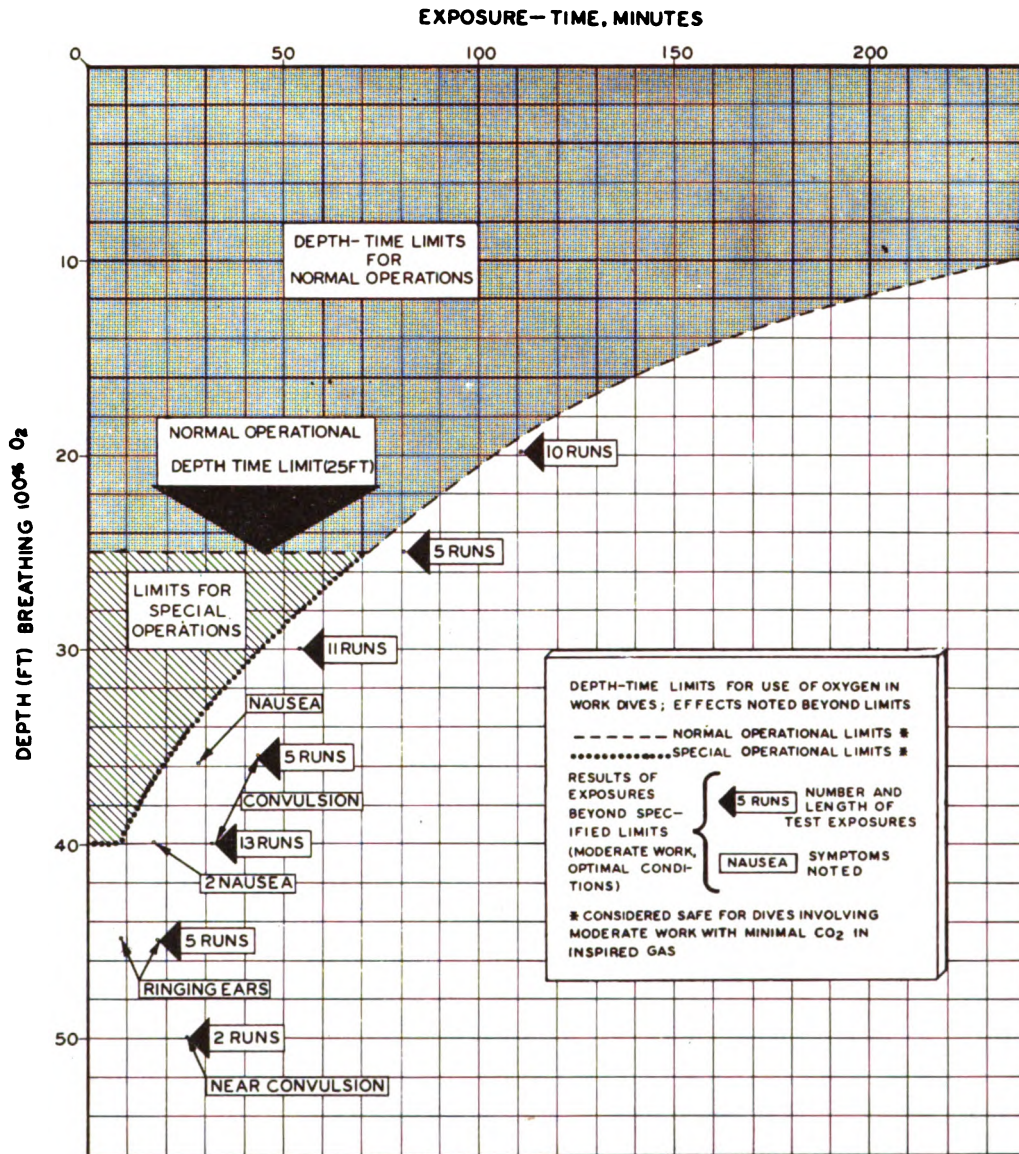 EXPOSURE—TIME, MINUTES
0
50
100
150
200
DEPTH (FT) BREATHING 100% O₂
10
20
30
40
50
DEPTH-TIME LIMITS
FOR
NORMAL OPERATIONS
NORMAL OPERATIONAL
DEPTH TIME LIMIT(25FT)
10 RUNS
5 RUNS
LIMITS FOR
SPECIAL
OPERATIONS
11 RUNS
NAUSEA
5 RUNS
CONVULSION
13 RUNS
2 NAUSEA
5 RUNS
RINGING EARS
2 RUNS
NEAR CONVULSION
DEPTH-TIME LIMITS FOR USE OF OXYGEN IN
WORK DIVES; EFFECTS NOTED BEYOND LIMITS
NORMAL OPERATIONAL LIMITS *
SPECIAL OPERATIONAL LIMITS *
RESULTS OF
EXPOSURES
BEYOND SPEC-
IFIED LIMITS
(MODERATE WORK,
OPTIMAL CONDI-
TIONS)
5 RUNS
NUMBER AND
LENGTH OF
TEST EXPOSURES
NAUSEA
SYMPTOMS
NOTED
* CONSIDERED SAFE FOR DIVES INVOLVING
MODERATE WORK WITH MINIMAL CO₂ IN
INSPIRED GAS